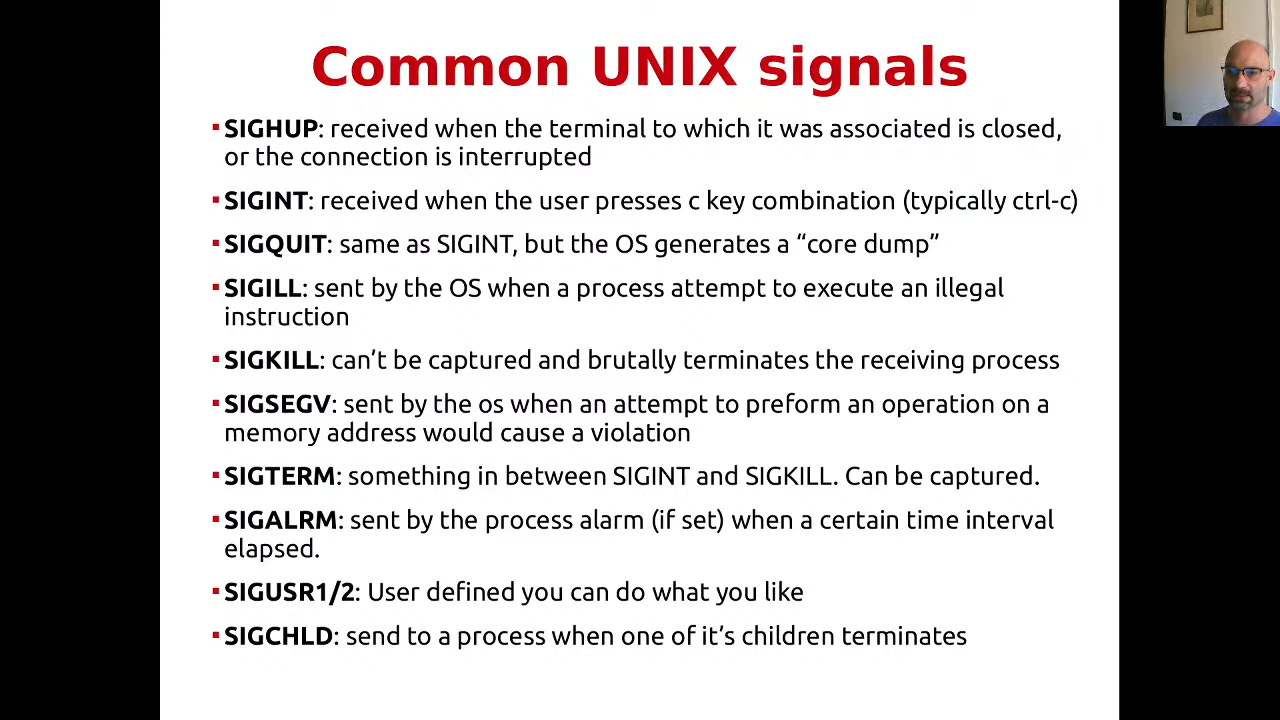 Common UNIX signals
▪SIGHUP: received when the terminal to which it was associated is closed,
or the connection is interrupted
▪SIGINT: received when the user presses c key combination (typically ctrl-c)
▪SIGQUIT: same as SIGINT, but the OS generates a “core dump”
▪SIGILL: sent by the OS when a process attempt to execute an illegal
instruction
▪SIGKILL: can’t be captured and brutally terminates the receiving process
▪SIGSEGV: sent by the os when an attempt to preform an operation on a
memory address would cause a violation
▪SIGTERM: something in between SIGINT and SIGKILL. Can be captured.
▪SIGALRM: sent by the process alarm (if set) when a certain time interval
elapsed.
▪SIGUSR1/2: User defined you can do what you like
▪SIGCHLD: send to a process when one of it’s children terminates